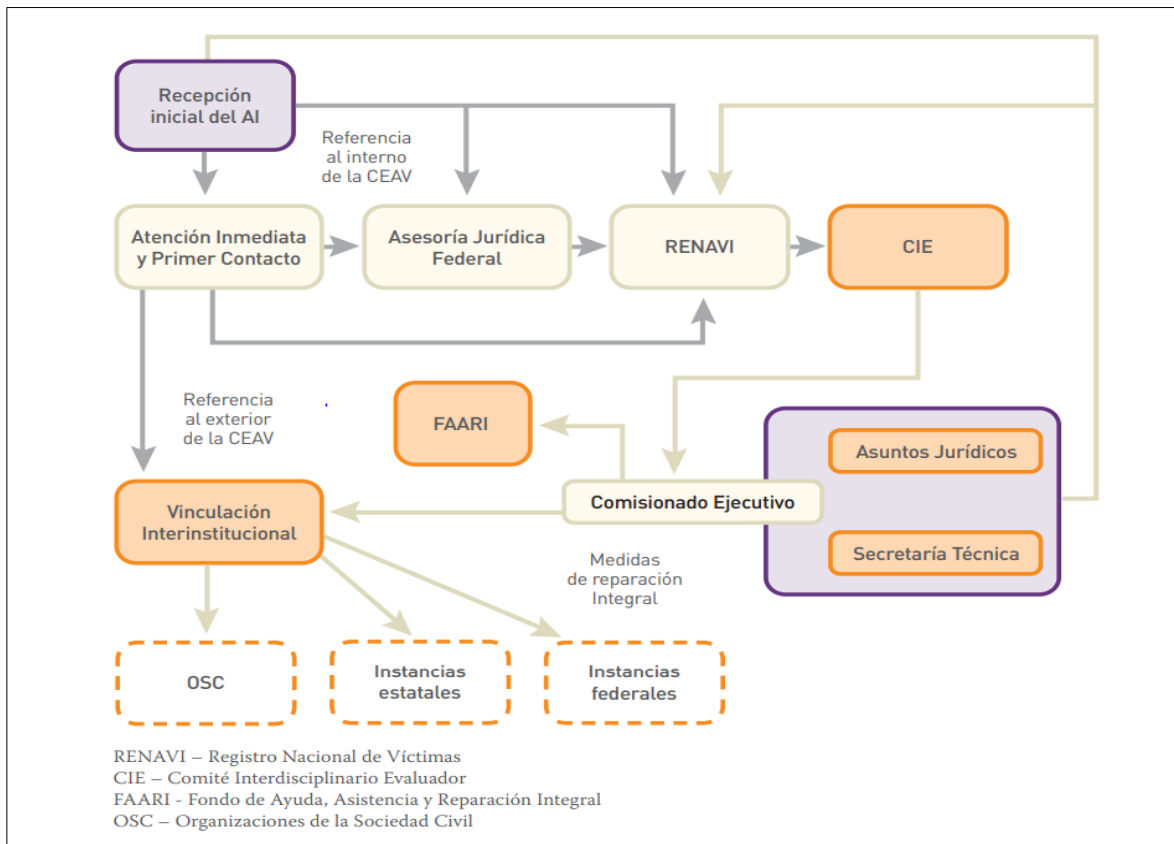 Recepción
inicial del AI
Referencia
al interno
de la CEAV
Atención Inmediata
y Primer Contacto
Asesoría Jurídica
Federal
RENAVI
CIE
Referencia
al exterior
de la CEAV
FAARI
Asuntos Jurídicos
Comisionado Ejecutivo
Vinculación
Interinstitucional
Secretaría Técnica
Medidas
de reparación
Integral
OSC
Instancias
estatales
Instancias
federales
RENAVI – Registro Nacional de Víctimas
CIE – Comité Interdisciplinario Evaluador
FAARI - Fondo de Ayuda, Asistencia y Reparación Integral
OSC – Organizaciones de la Sociedad Civil